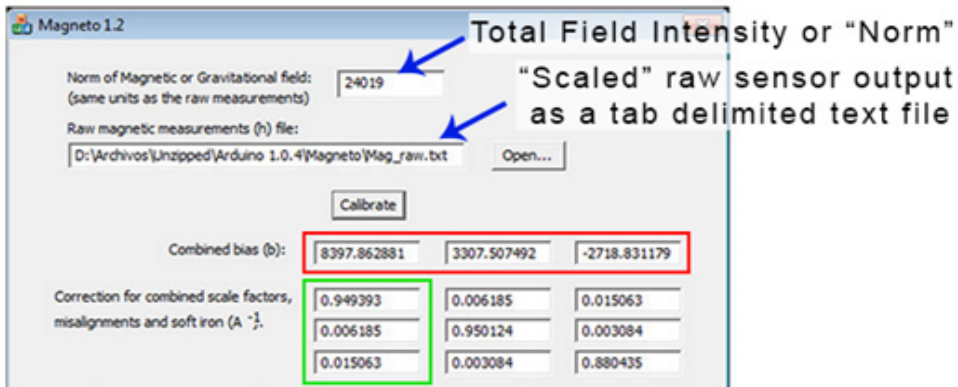 Magneto 1.2
Total Field Intensity or “Norm”
Norm of Magnetic or Gravitational field:
(same units as the raw measurements)
24019
“Scaled” raw sensor output
as a tab delimited text file
Raw magnetic measurements (h) file:
D:\Archivos\Unzipped\Arduino 1.0.4\Magneto\Mag_raw.txt Open...
Calibrate
Combined bias (b): 8397.862881 3307.507492 -2718.831179
Correction for combined scale factors,
misalignments and soft iron (A -1).
0.949393 0.006185 0.015063
0.006185 0.950124 0.003084
0.015063 0.003084 0.880435